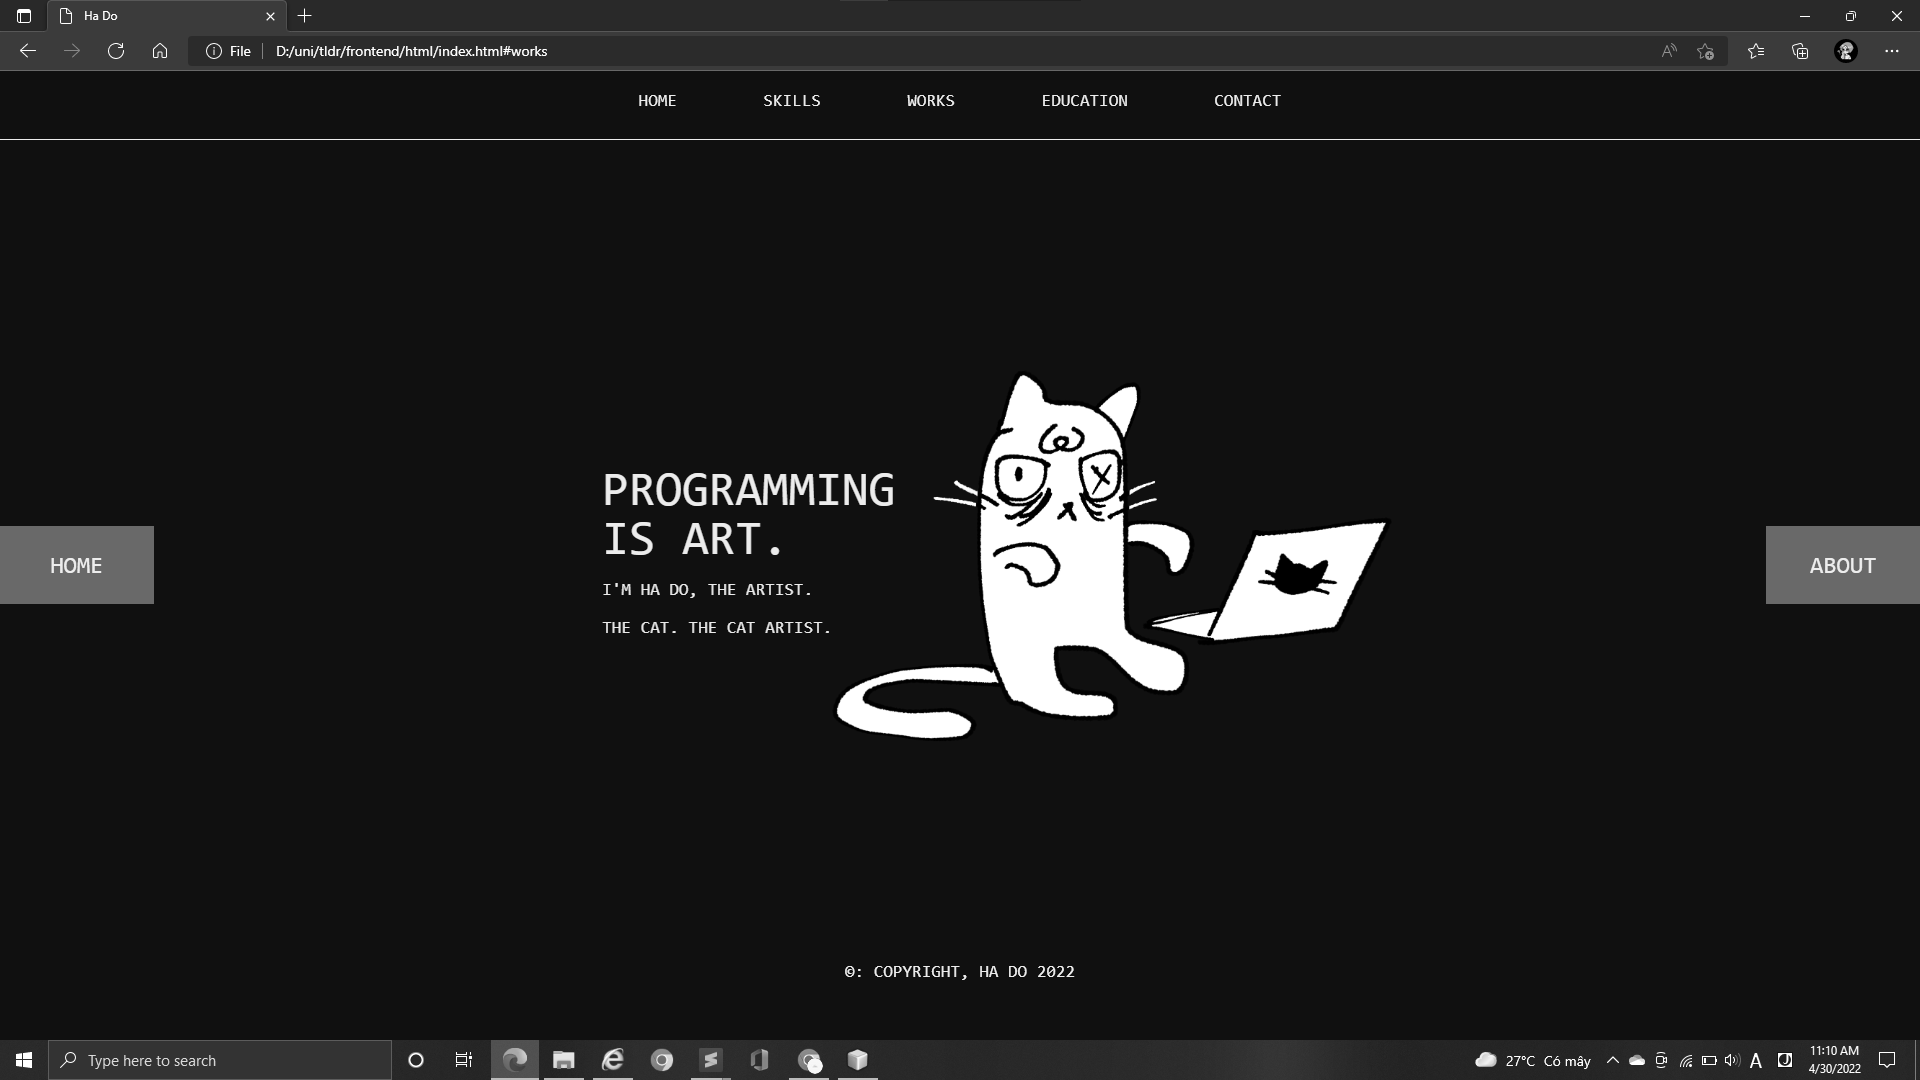 Ha Do
File
D:/uni/tldr/frontend/html/index.html#works
HOME SKILLS WORKS EDUCATION CONTACT
PROGRAMMING
IS ART.
I'M HA DO, THE ARTIST.
THE CAT. THE CAT ARTIST.
HOME
ABOUT
©: COPYRIGHT, HA DO 2022
Type here to search
27°C Có mây
A
11:10 AM
4/30/2022